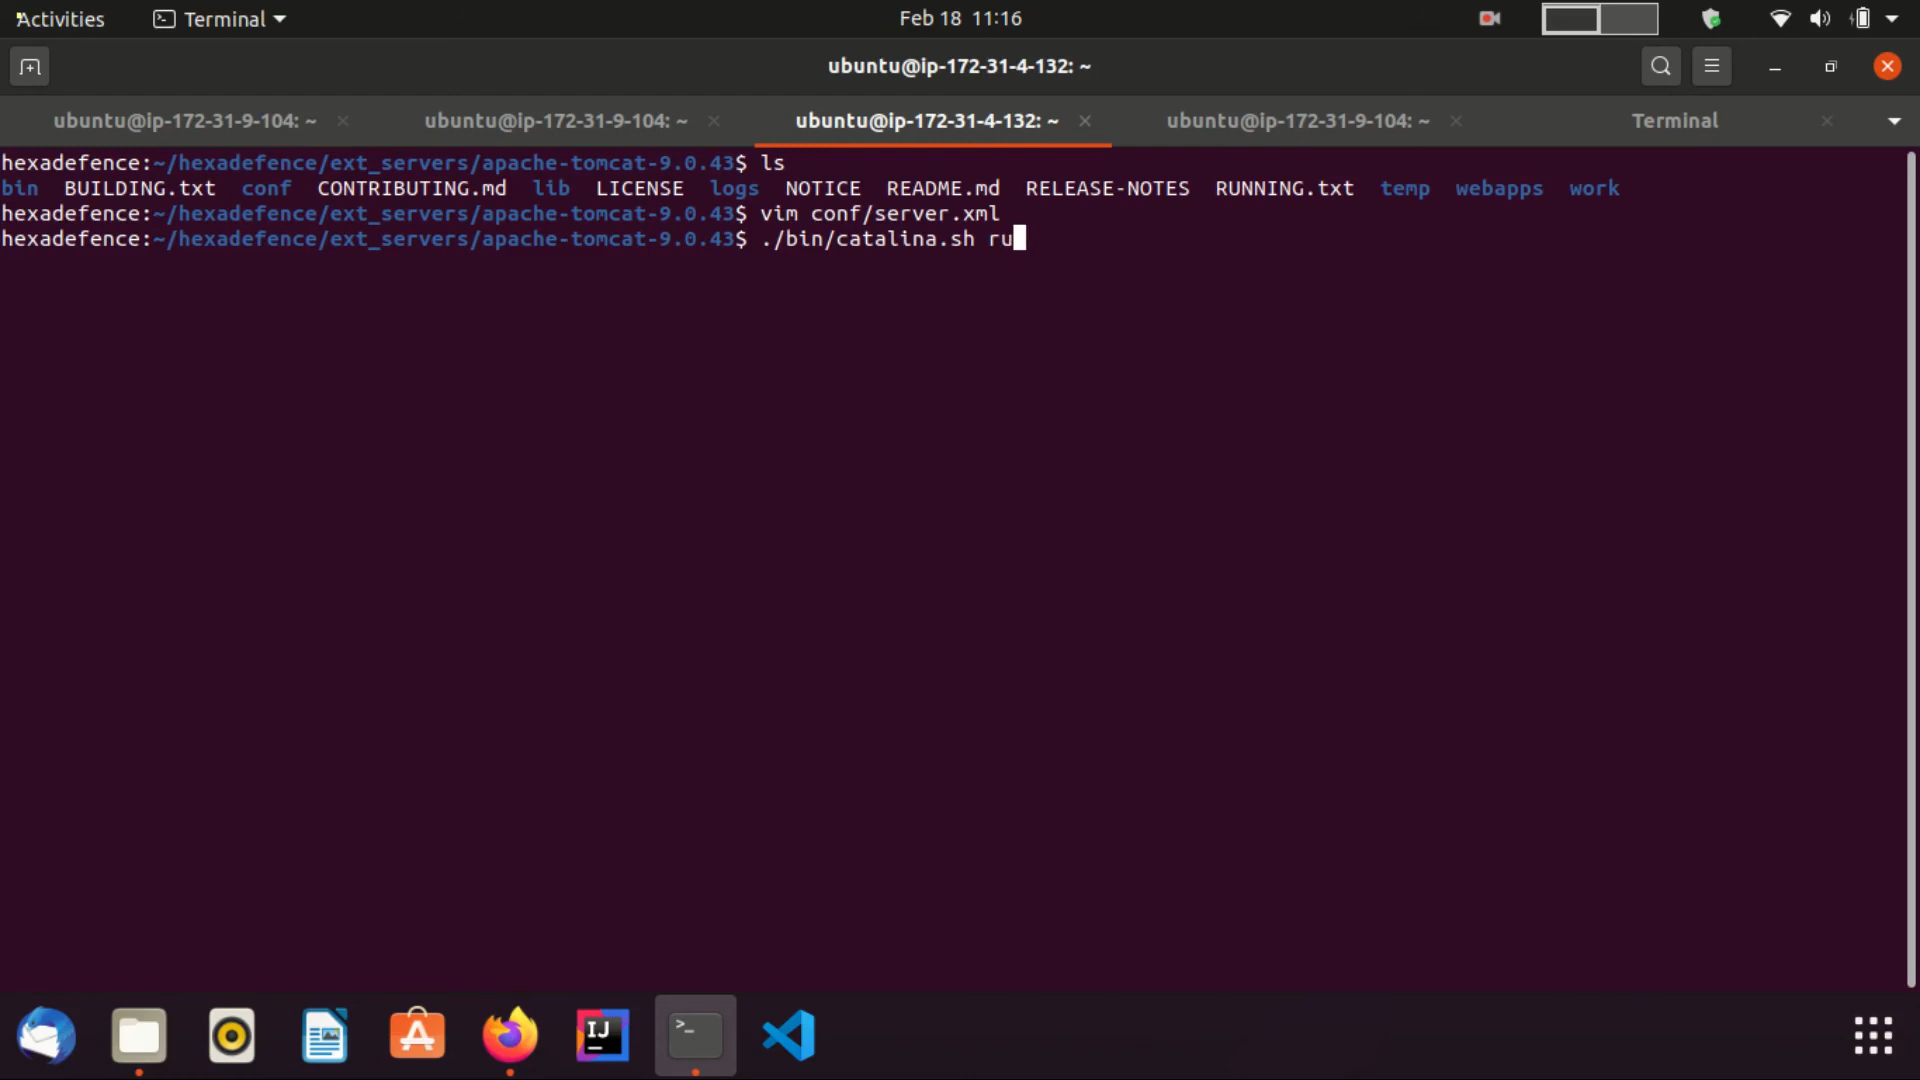 Activities Terminal Feb 18 11:16
ubuntu@ip-172-31-4-132: ~
ubuntu@ip-172-31-9-104: ~ ubuntu@ip-172-31-9-104: ~ ubuntu@ip-172-31-4-132: ~ ubuntu@ip-172-31-9-104: ~ Terminal
hexadefence:~/hexadefence/ext_servers/apache-tomcat-9.0.43$ ls
bin BUILDING.txt conf CONTRIBUTING.md lib LICENSE logs NOTICE README.md RELEASE-NOTES RUNNING.txt temp webapps work
hexadefence:~/hexadefence/ext_servers/apache-tomcat-9.0.43$ vim conf/server.xml
hexadefence:~/hexadefence/ext_servers/apache-tomcat-9.0.43$ ./bin/catalina.sh ru
IJ